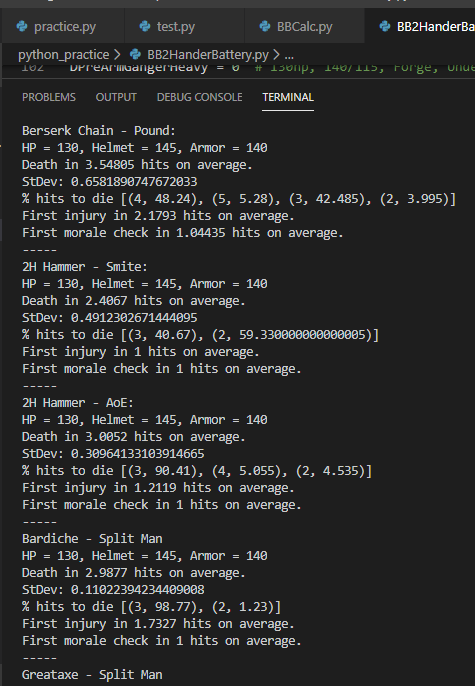 practice.py
test.py
BBCalc.py
BB2HanderBa
python_practice > BB2HanderBattery.py > ...
102 DPreArmGangerHeavy = 0 # 130hp, 140/115, Forge, Unde
PROBLEMS OUTPUT DEBUG CONSOLE TERMINAL
Berserk Chain - Pound:
HP = 130, Helmet = 145, Armor = 140
Death in 3.54805 hits on average.
StDev: 0.6581890747672033
% hits to die [(4, 48.24), (5, 5.28), (3, 42.485), (2, 3.995)]
First injury in 2.1793 hits on average.
First morale check in 1.04435 hits on average.
-----
2H Hammer - Smite:
HP = 130, Helmet = 145, Armor = 140
Death in 2.4067 hits on average.
StDev: 0.4912302671444095
% hits to die [(3, 40.67), (2, 59.330000000000005)]
First injury in 1 hits on average.
First morale check in 1 hits on average.
-----
2H Hammer - AoE:
HP = 130, Helmet = 145, Armor = 140
Death in 3.0052 hits on average.
StDev: 0.30964133103914665
% hits to die [(3, 90.41), (4, 5.055), (2, 4.535)]
First injury in 1.2119 hits on average.
First morale check in 1 hits on average.
-----
Bardiche - Split Man
HP = 130, Helmet = 145, Armor = 140
Death in 2.9877 hits on average.
StDev: 0.11022394234409008
% hits to die [(3, 98.77), (2, 1.23)]
First injury in 1.7327 hits on average.
First morale check in 1 hits on average.
-----
Greataxe - Split Man